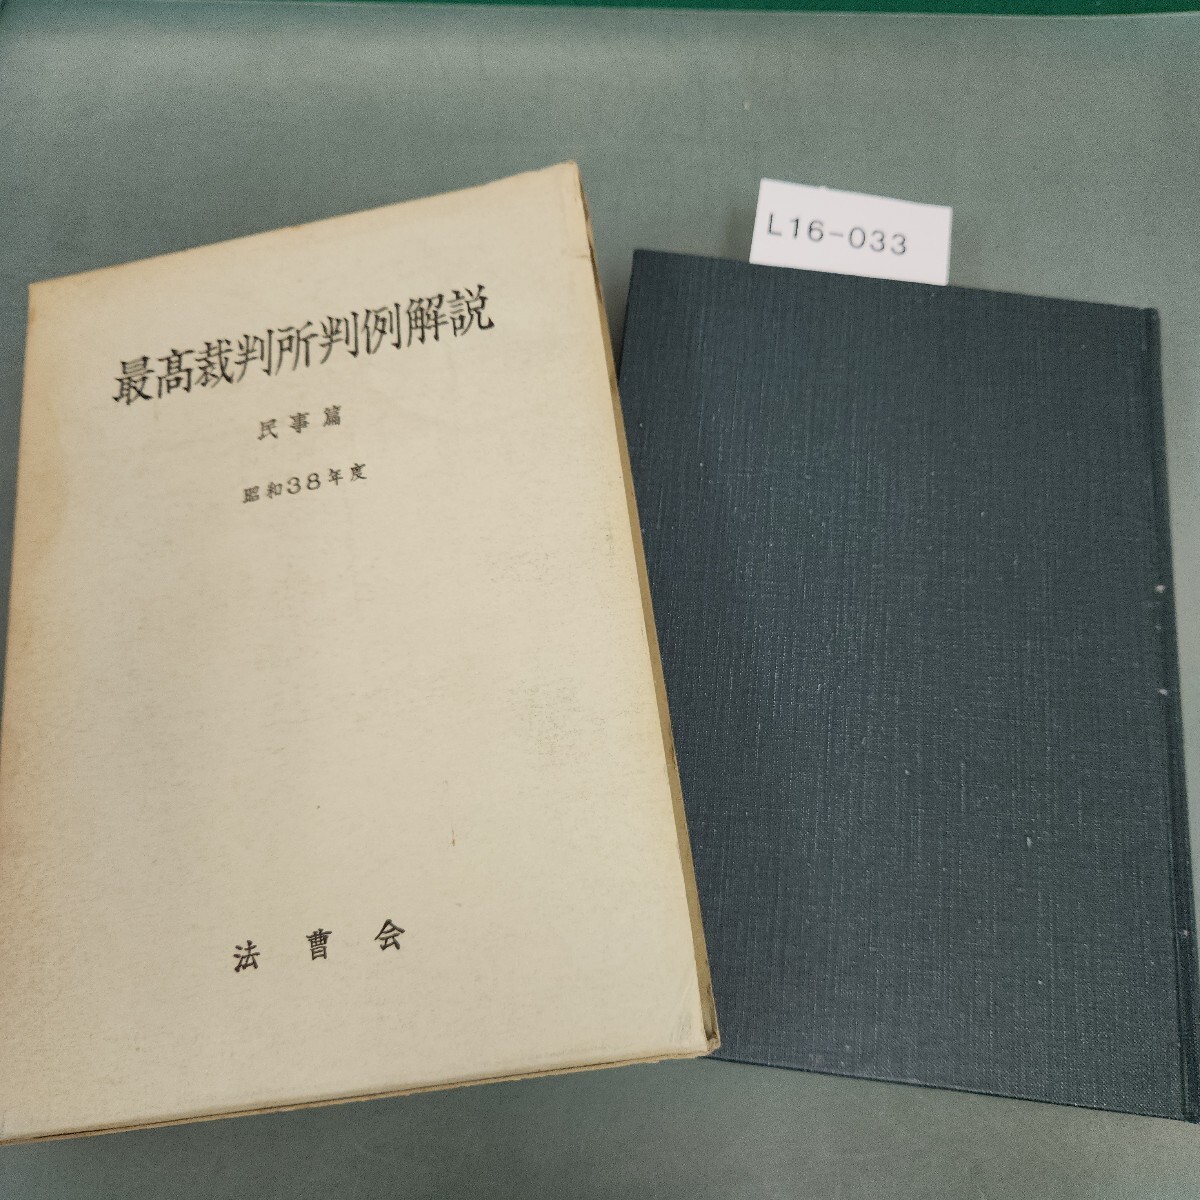 最髙裁判所判例解説
民事篇
昭和38年度
法曹会
L16-033